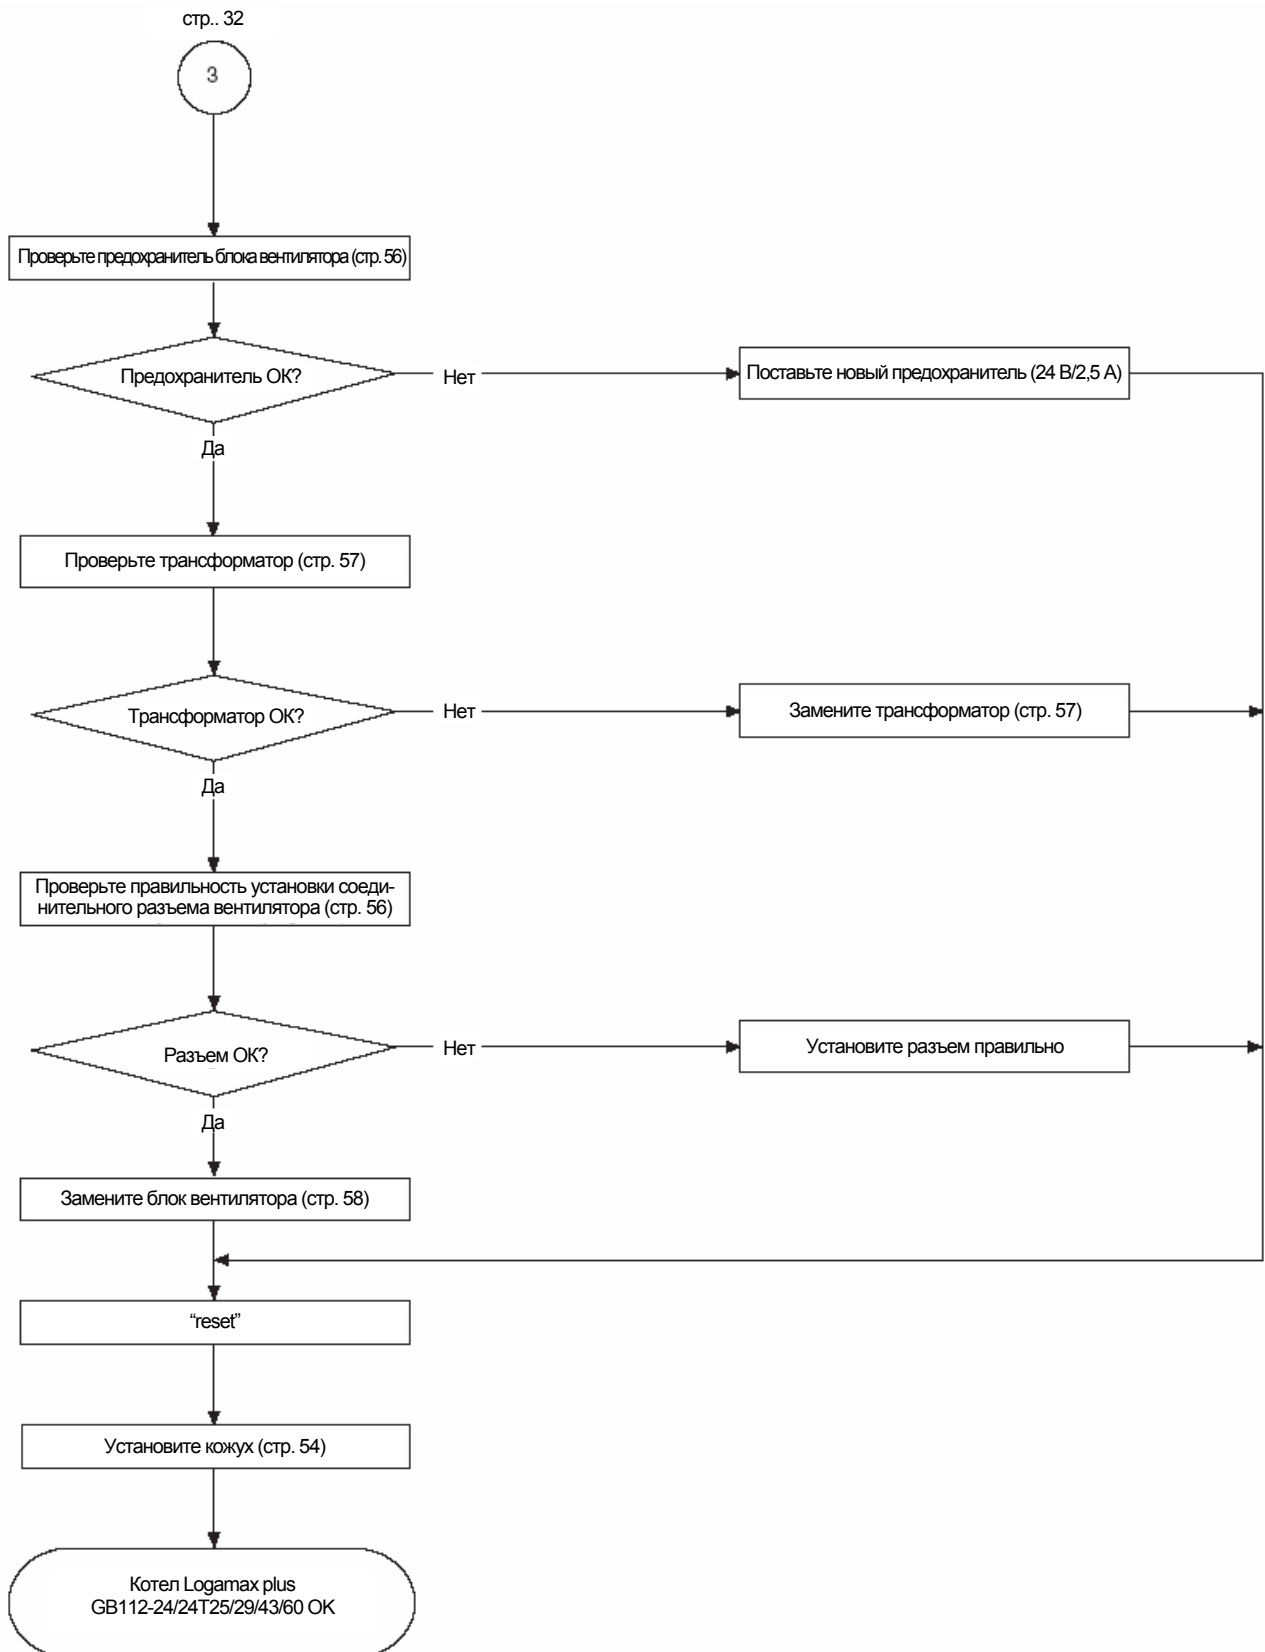 стр.. 32
3
Проверьте предохранитель блока вентилятора (стр. 56)
Предохранитель ОК?
Нет
Поставьте новый предохранитель (24 В/2,5 А)
Да
Проверьте трансформатор (стр. 57)
Трансформатор ОК?
Нет
Замените трансформатор (стр. 57)
Да
Проверьте правильность установки соеди-
нительного разъема вентилятора (стр. 56)
Разъем ОК?
Нет
Установите разъем правильно
Да
Замените блок вентилятора (стр. 58)
“reset”
Установите кожух (стр. 54)
Котел Logamax plus
GB112-24/24T25/29/43/60 OK